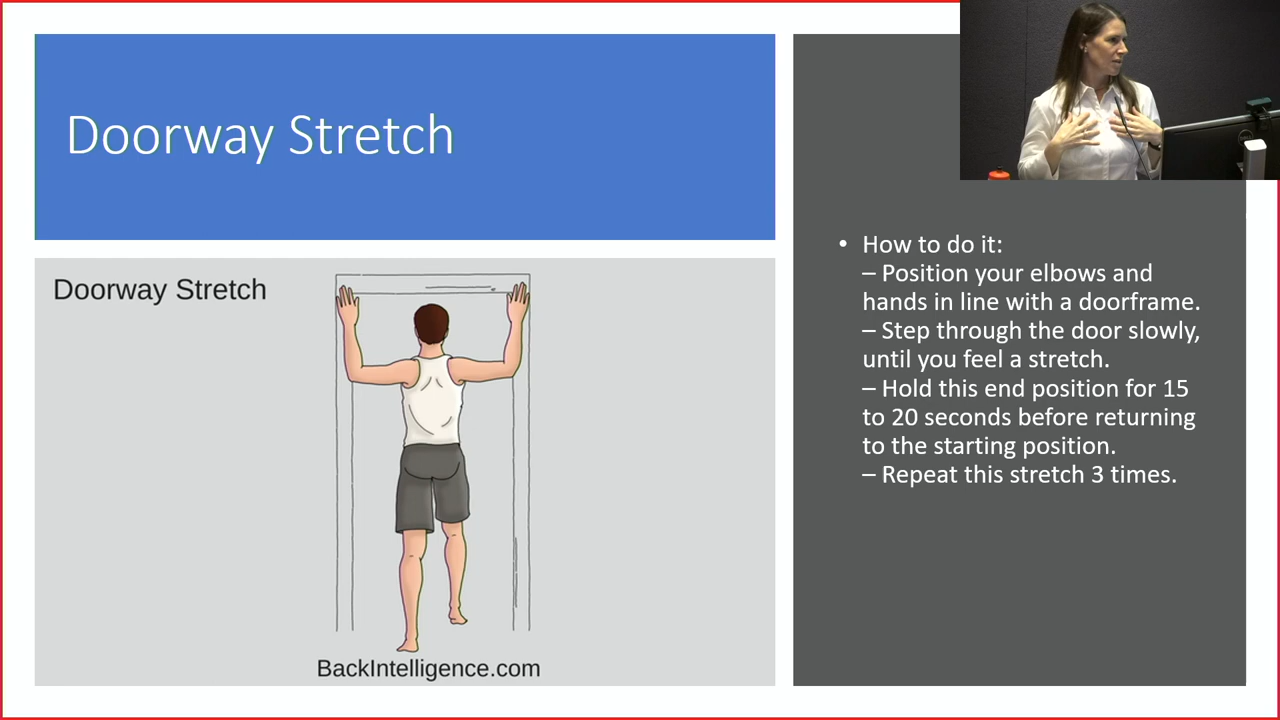 Doorway Stretch
Doorway Stretch
BackIntelligence.com
• How to do it:
– Position your elbows and
hands in line with a doorframe.
– Step through the door slowly,
until you feel a stretch.
– Hold this end position for 15
to 20 seconds before returning
to the starting position.
– Repeat this stretch 3 times.